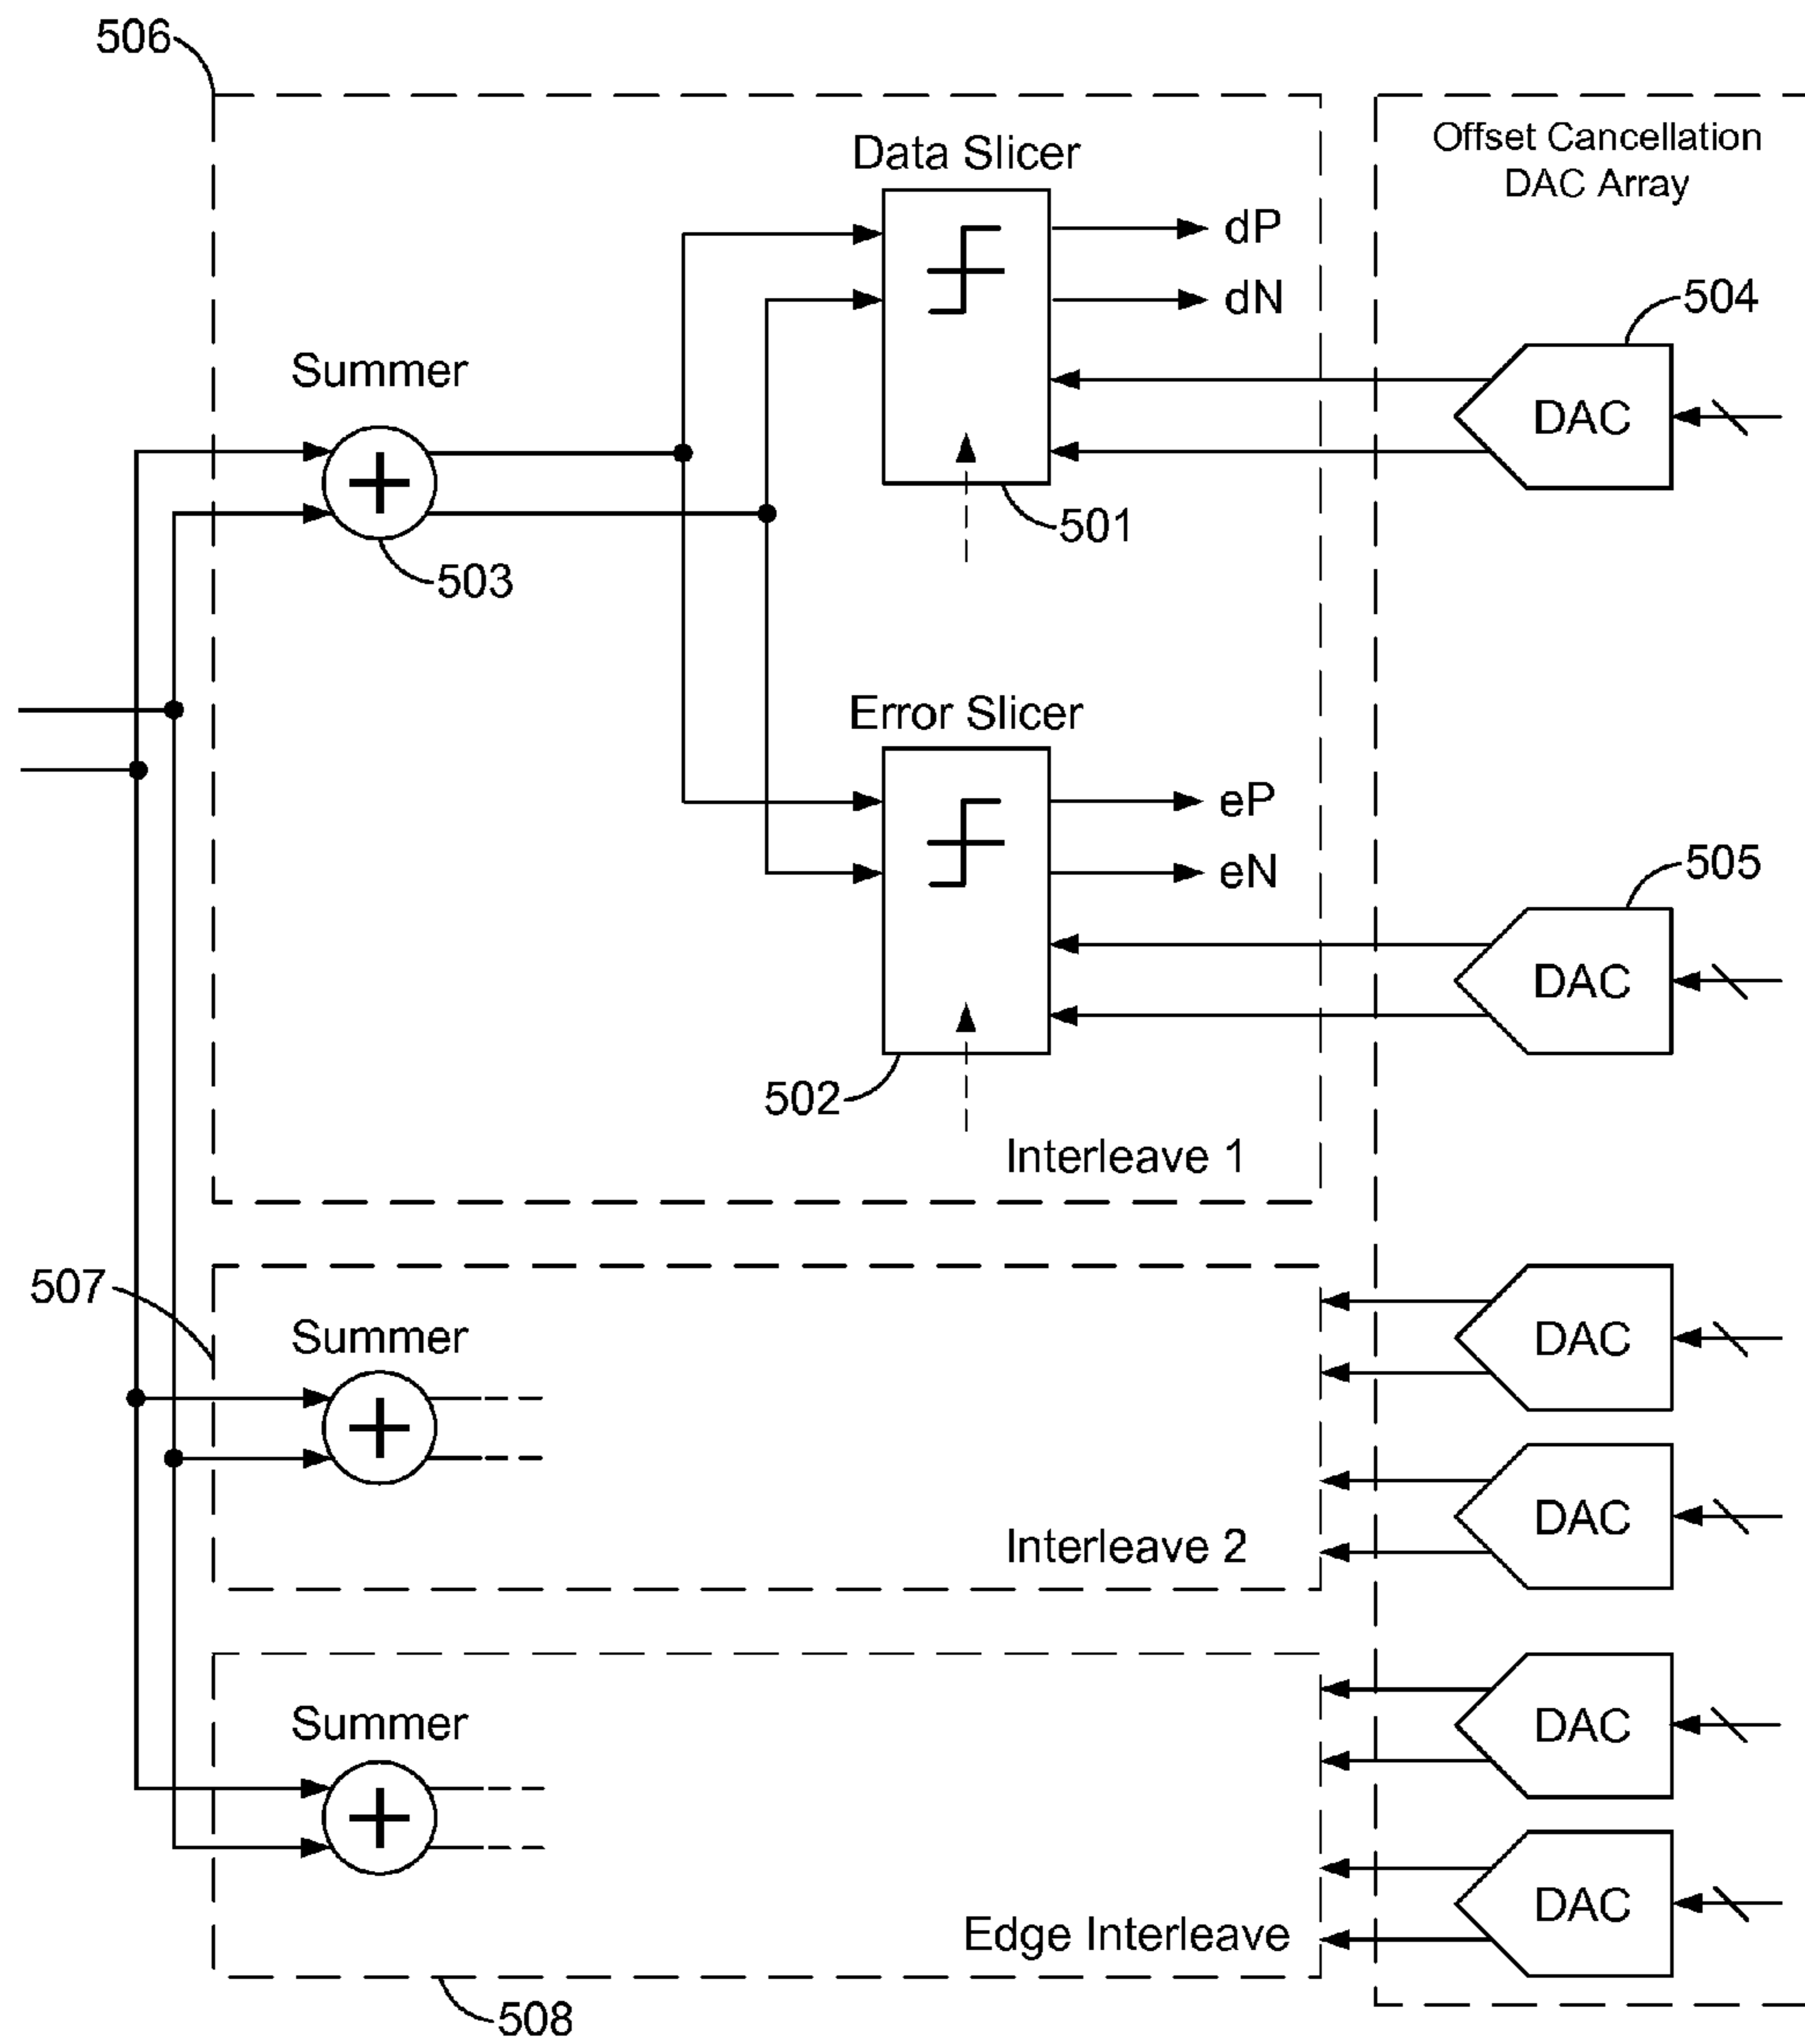 506
Offset Cancellation
DAC Array
Data Slicer
dP
dN
504
DAC
Summer
501
503
Error Slicer
eP
eN
505
DAC
502
Interleave 1
507
Summer
DAC
DAC
Interleave 2
Summer
DAC
DAC
Edge Interleave
508